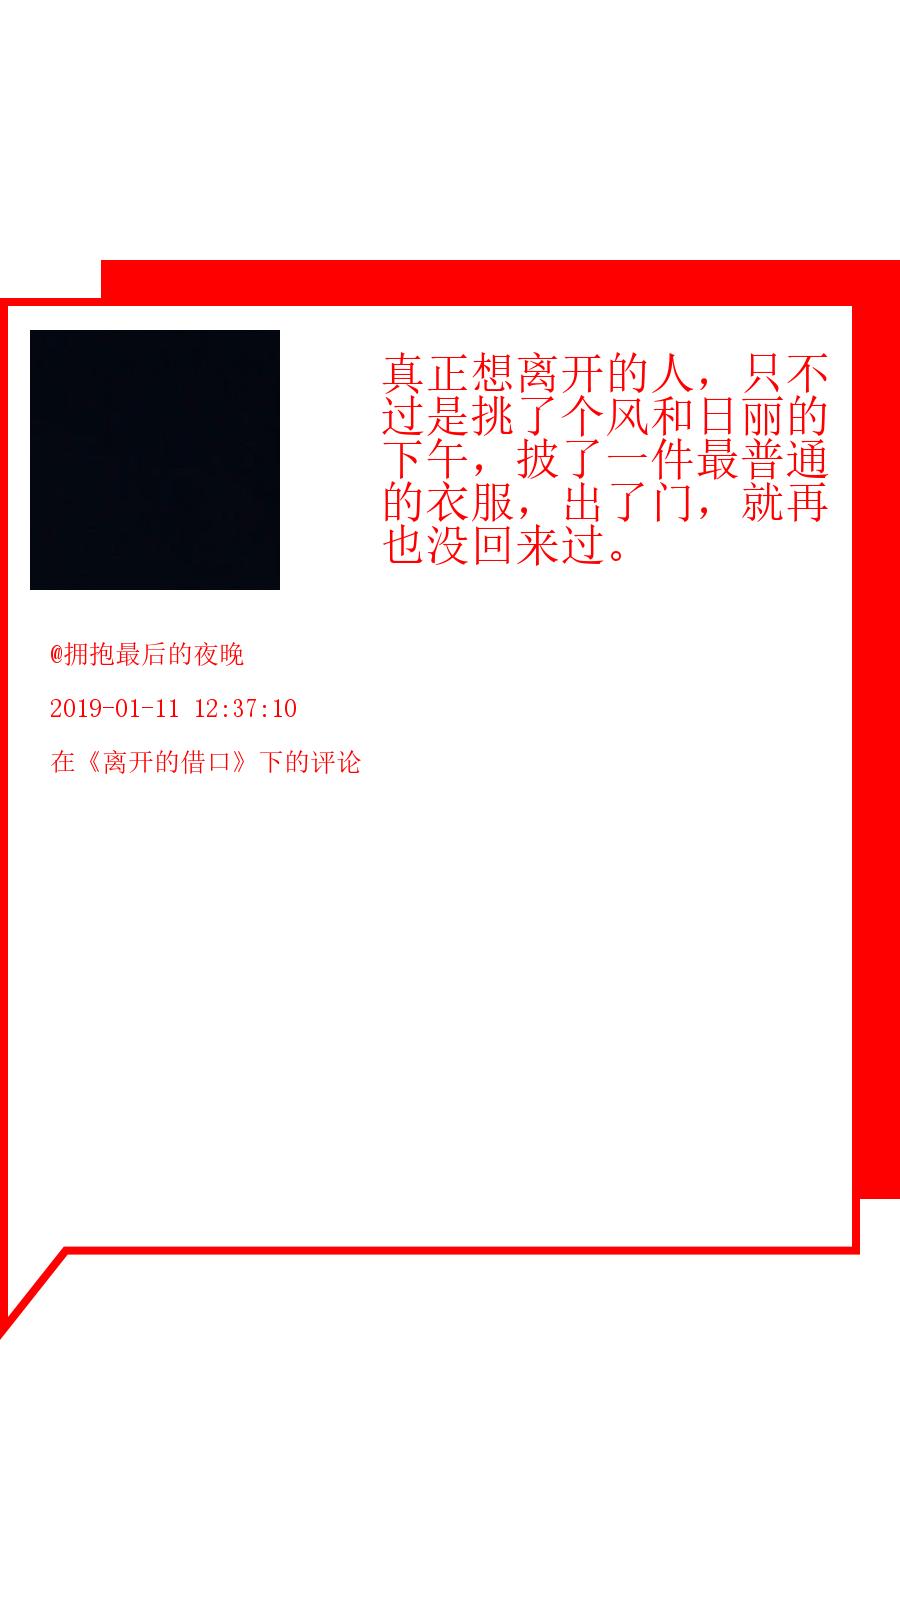 真正想离开的人，只不
过是挑了个风和日丽的
下午，披了一件最普通
的衣服，出了门，就再
也没回来过。
@拥抱最后的夜晚
2019-01-11 12:37:10
在《离开的借口》下的评论